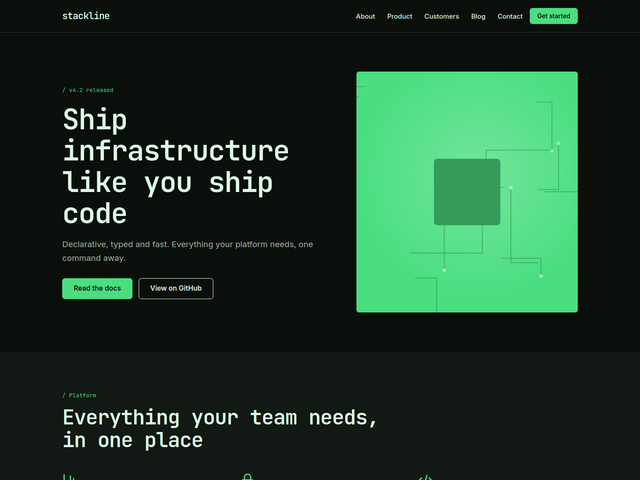 stackline
About
Product
Customers
Blog
Contact
Get started
/ v4.2 released
Ship
infrastructure
like you ship
code
Declarative, typed and fast. Everything your platform needs, one
command away.
Read the docs
View on GitHub
/ Platform
Everything your team needs,
in one place